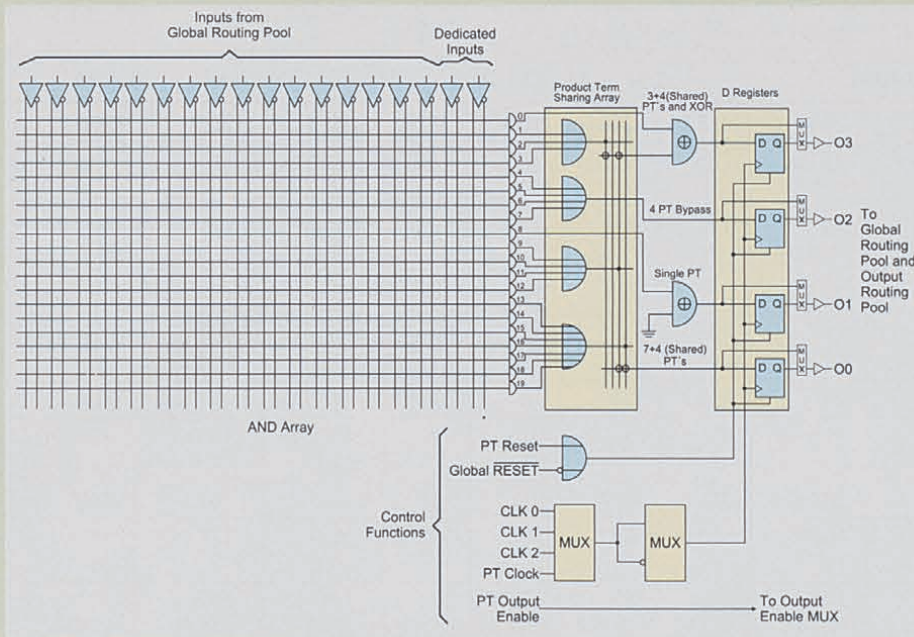 Inputs from
Global Routing Pool
Dedicated
Inputs
Product Term
Sharing Array
3+4(Shared)
PT's and XOR
D Registers
0
1
2
3
4
5
6
7
8
9
10
11
12
13
14
15
16
17
18
19
MUX
D Q
O3
4 PT Bypass
MUX
D Q
O2
To
Global
Routing
Pool and
Output
Routing
Pool
Single PT
MUX
D Q
O1
7+4 (Shared)
PT's
MUX
D Q
O0
AND Array
Control
Functions
PT Reset
Global RESET
CLK 0
CLK 1
CLK 2
PT Clock
MUX
MUX
PT Output
Enable
To Output
Enable MUX